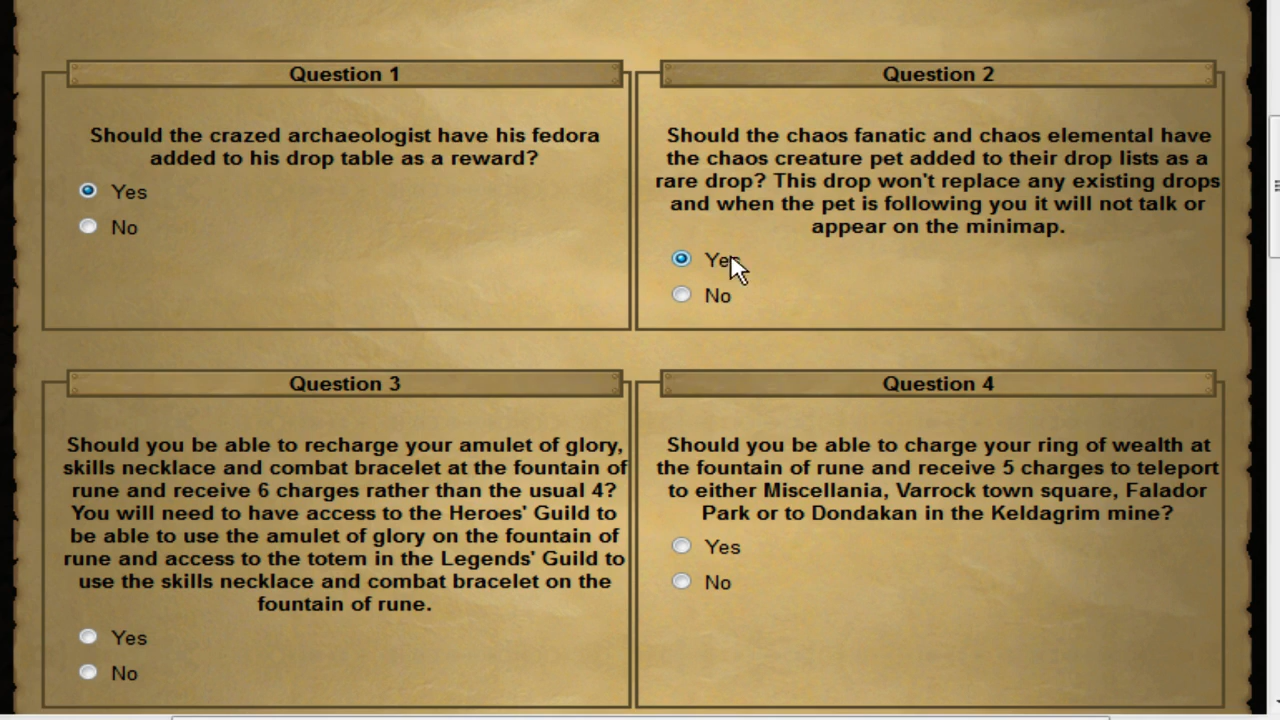 Question 1
Should the crazed archaeologist have his fedora
added to his drop table as a reward?
Yes
No
Question 2
Should the chaos fanatic and chaos elemental have
the chaos creature pet added to their drop lists as a
rare drop? This drop won't replace any existing drops
and when the pet is following you it will not talk or
appear on the minimap.
Yes
No
Question 3
Should you be able to recharge your amulet of glory,
skills necklace and combat bracelet at the fountain of
rune and receive 6 charges rather than the usual 4?
You will need to have access to the Heroes' Guild to
be able to use the amulet of glory on the fountain of
rune and access to the totem in the Legends' Guild to
use the skills necklace and combat bracelet on the
fountain of rune.
Yes
No
Question 4
Should you be able to charge your ring of wealth at
the fountain of rune and receive 5 charges to teleport
to either Miscellania, Varrock town square, Falador
Park or to Dondakan in the Keldagrim mine?
Yes
No